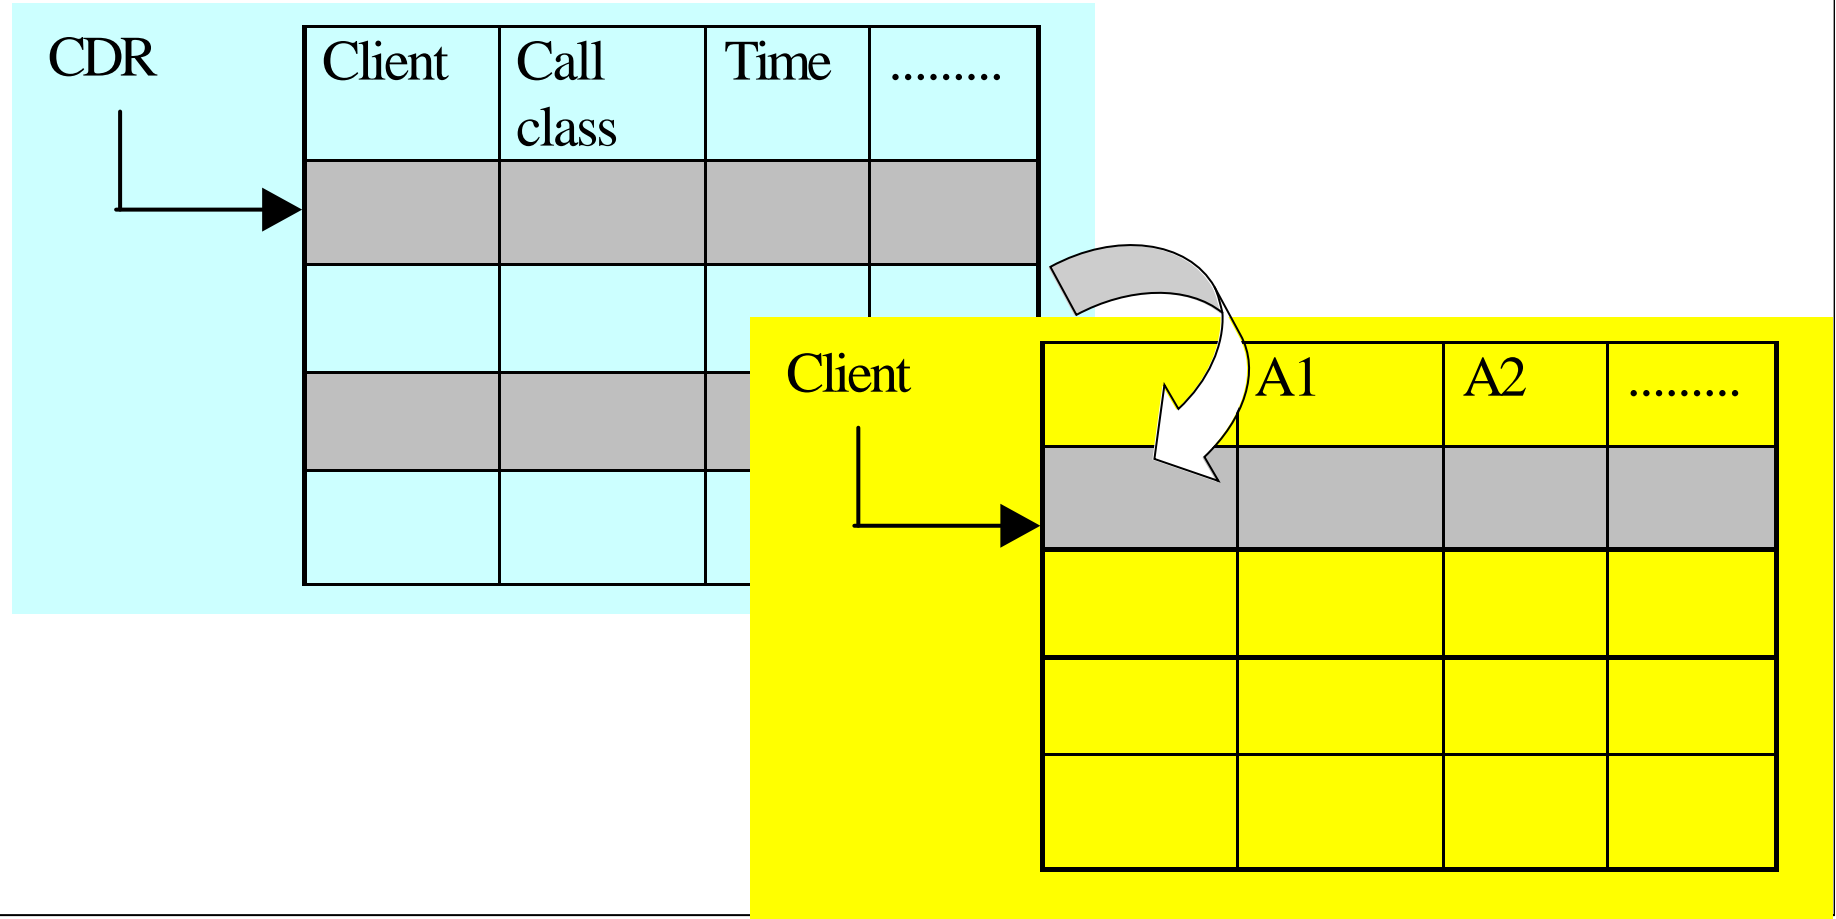 CDR
Client Call class Time .........
Client
A1 A2 .........